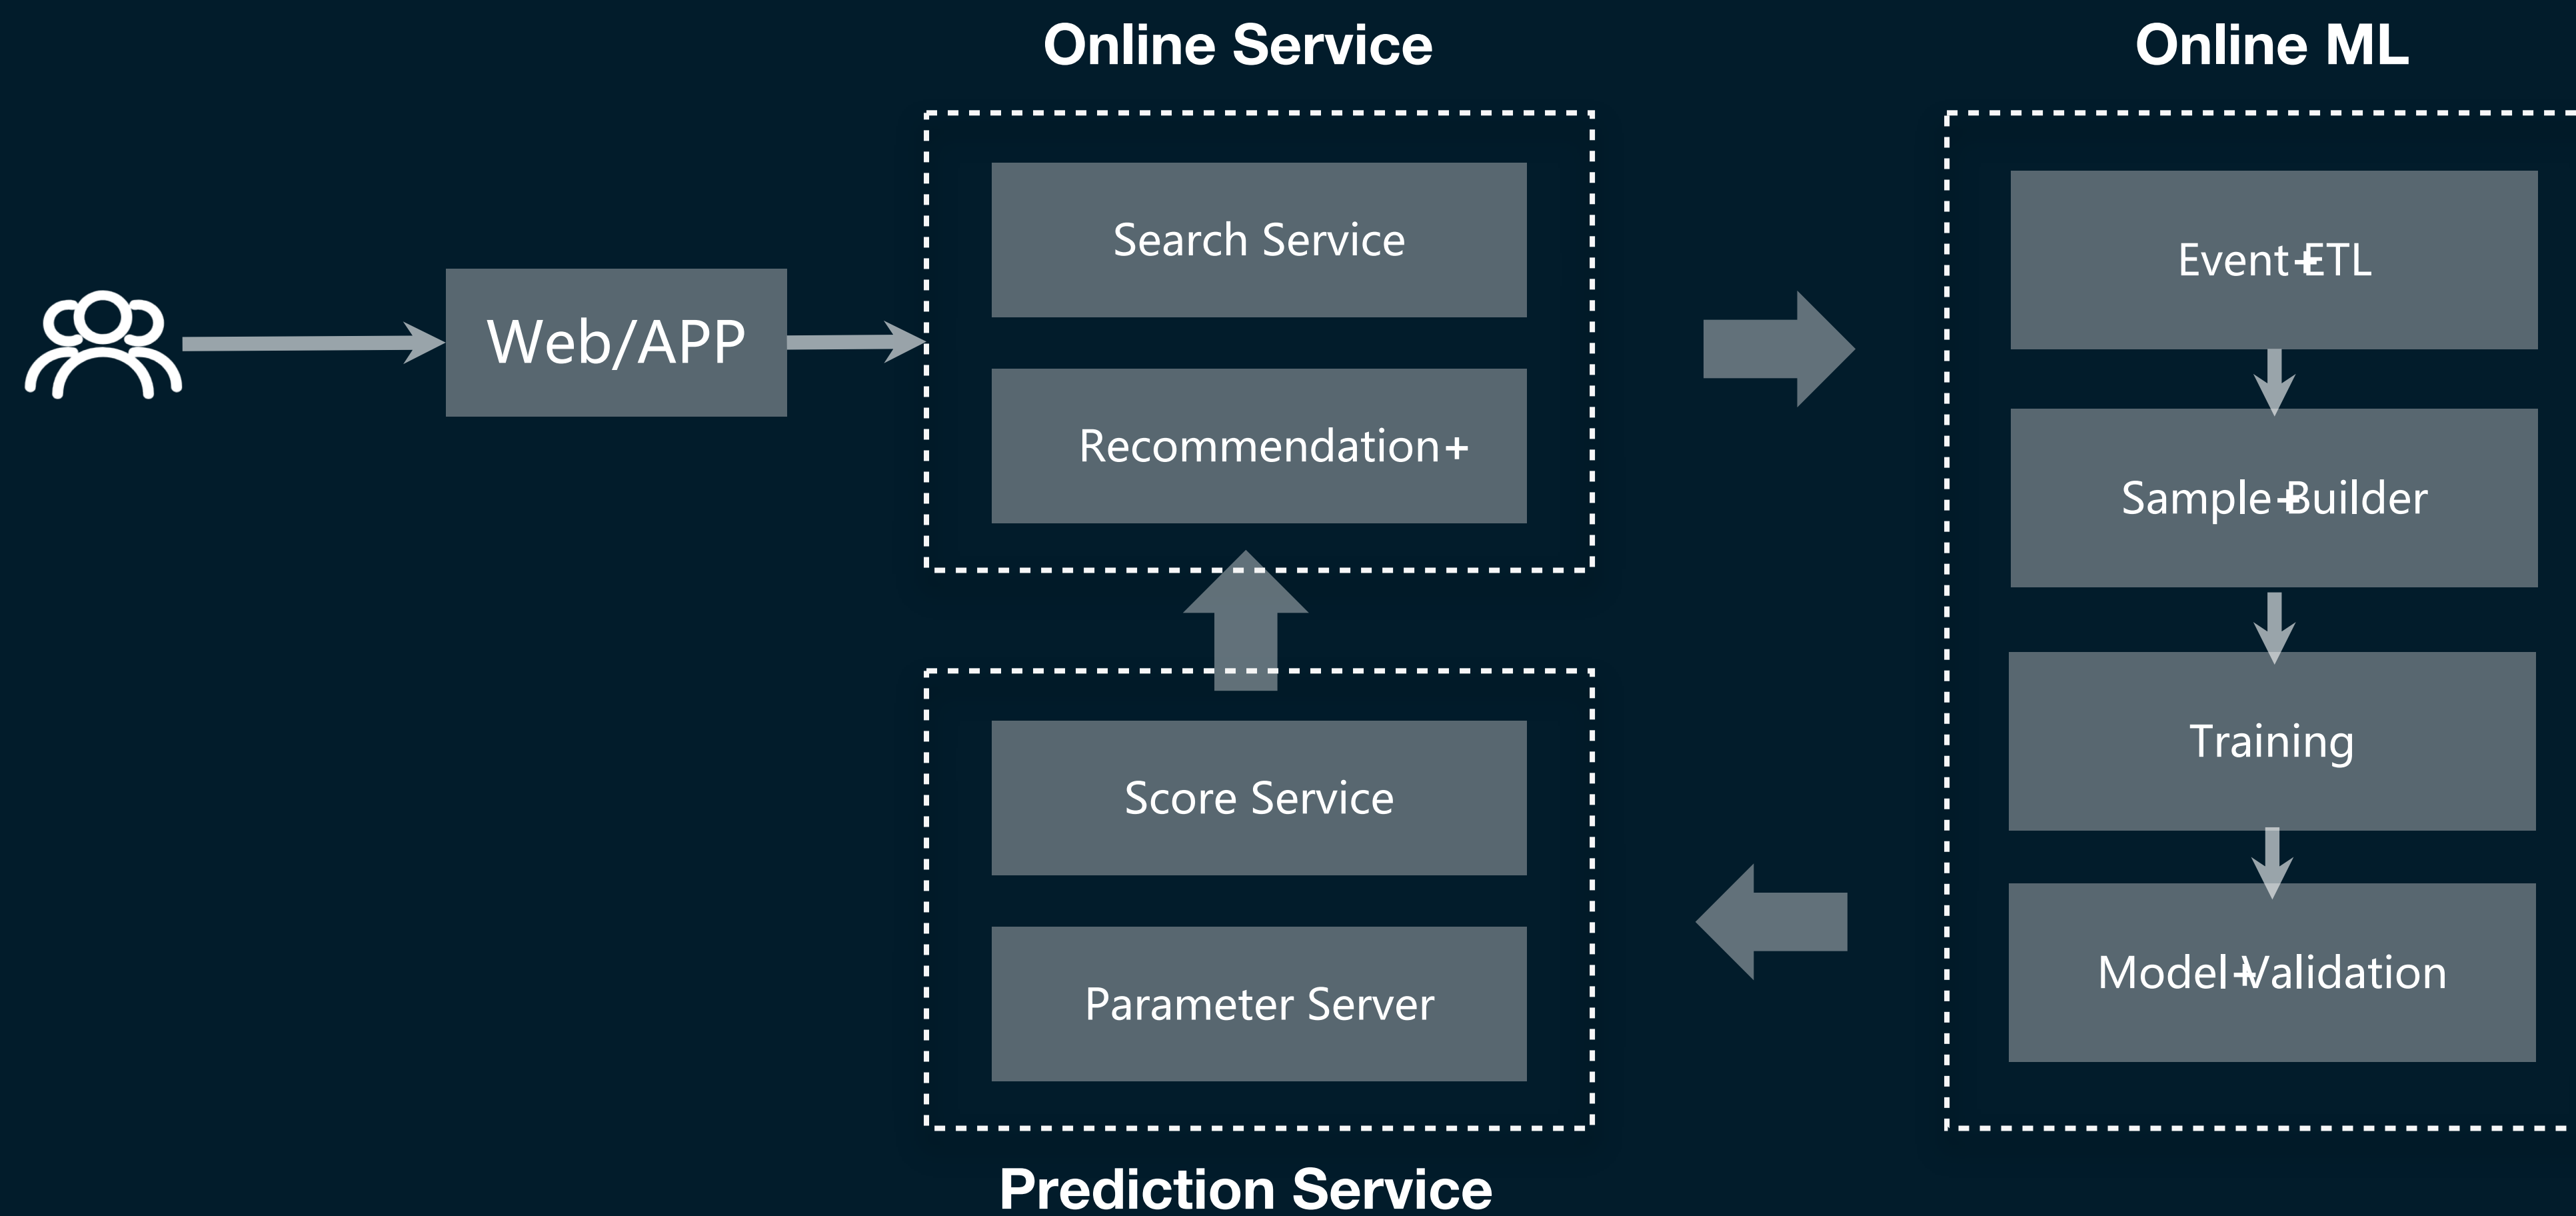 Online Service
Online ML
Search Service
Event+ETL
Web/APP
Recommendation+
Sample+Builder
Score Service
Training
Parameter Server
Model+Validation
Prediction Service